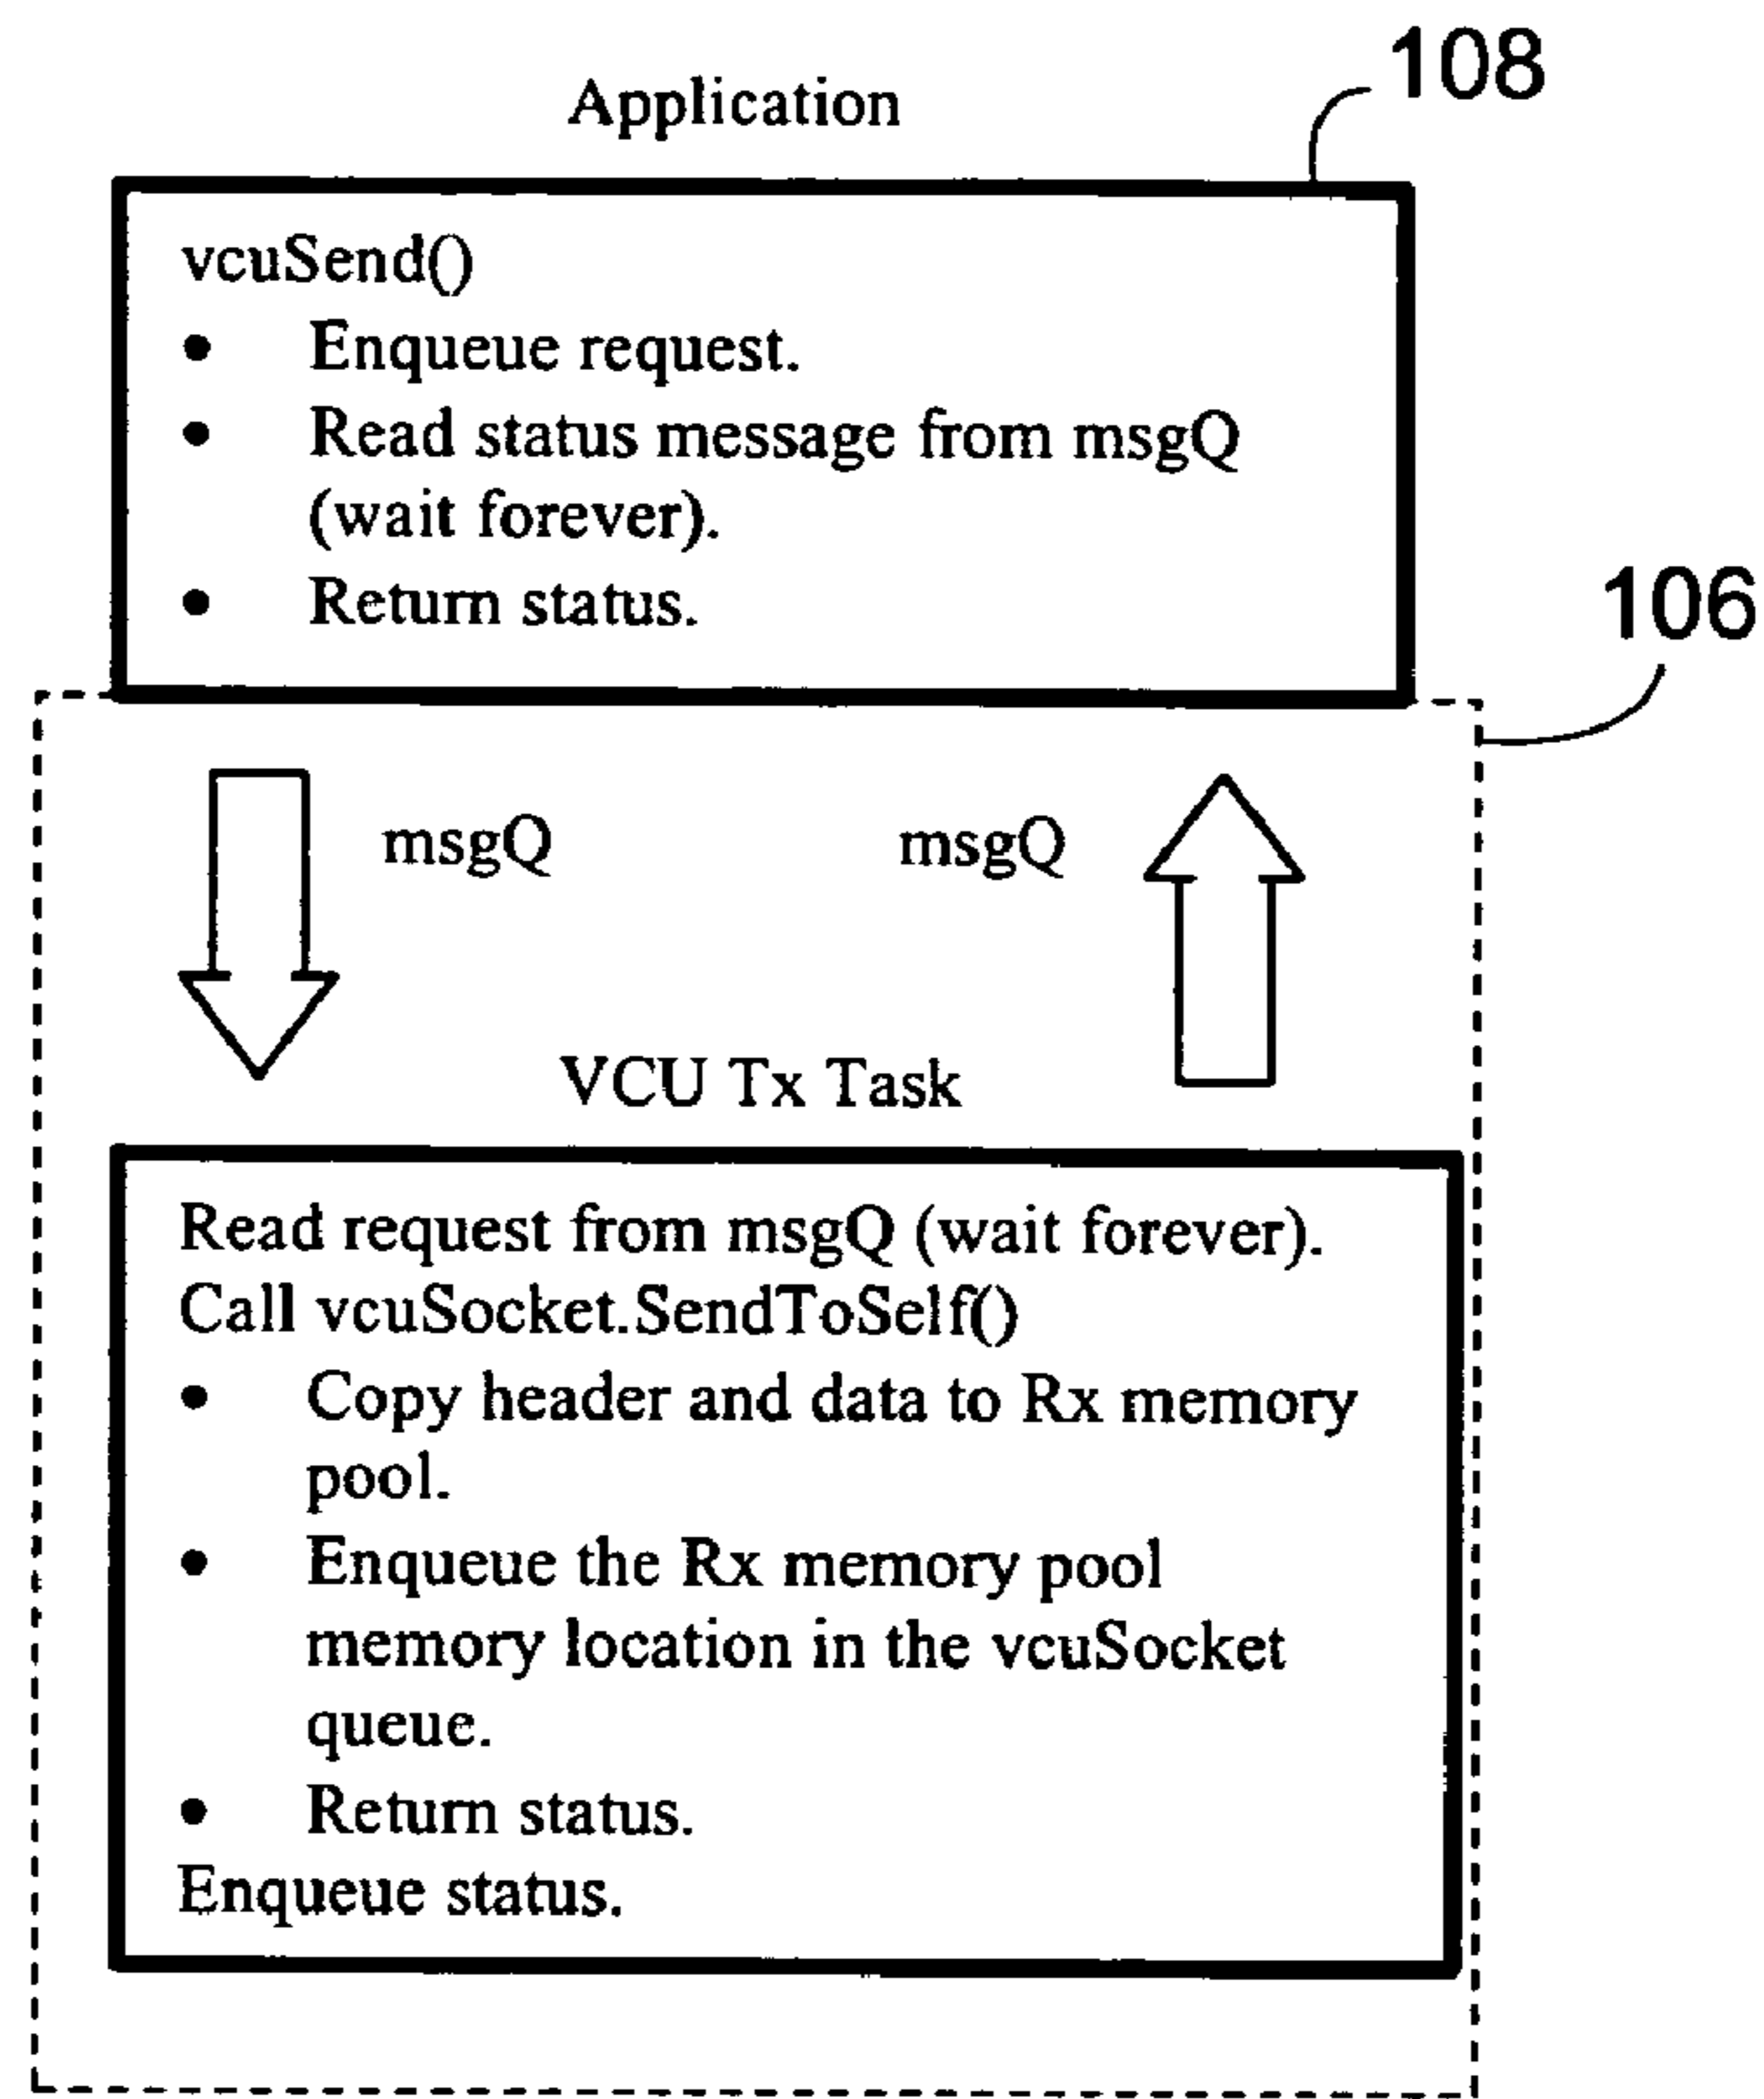 108
Application
vcuSend()
• Enqueue request.
• Read status message from msgQ
(wait forever).
• Return status.
106
msgQ msgQ
VCU Tx Task
Read request from msgQ (wait forever).
Call vcuSocket.SendToSelf()
• Copy header and data to Rx memory
pool.
• Enqueue the Rx memory pool
memory location in the vcuSocket
queue.
• Return status.
Enqueue status.